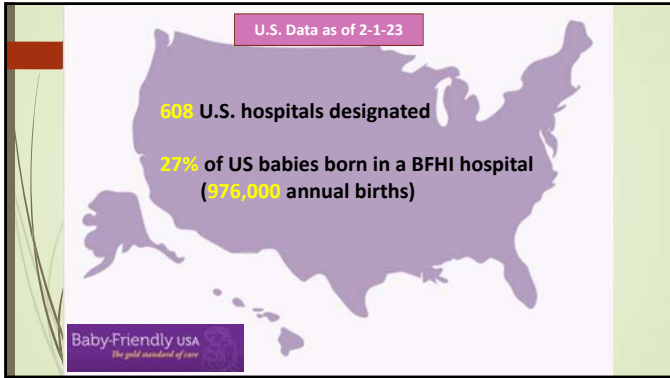 U.S. Data as of 2-1-23
608 U.S. hospitals designated
27% of US babies born in a BFHI hospital
(976,000 annual births)
Baby-Friendly USA
The gold standard of care